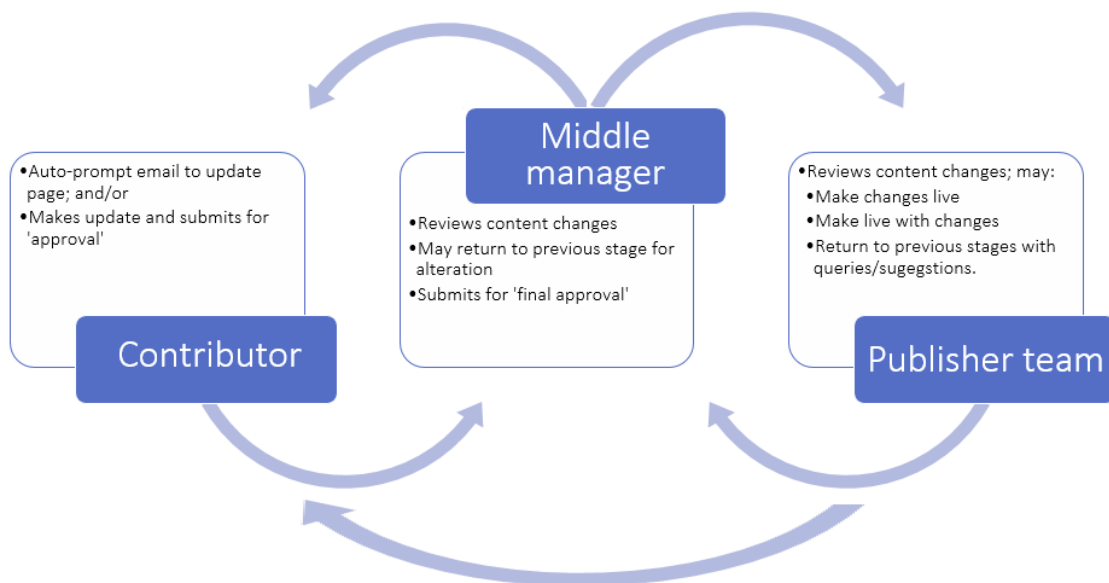 •Auto-prompt email to update
page; and/or
•Makes update and submits for
'approval'
Contributor
Middle
manager
•Reviews content changes
•May return to previous stage for
alteration
•Submits for 'final approval'
•Reviews content changes; may:
•Make changes live
•Make live with changes
•Return to previous stages with
queries/sugegstions.
Publisher team